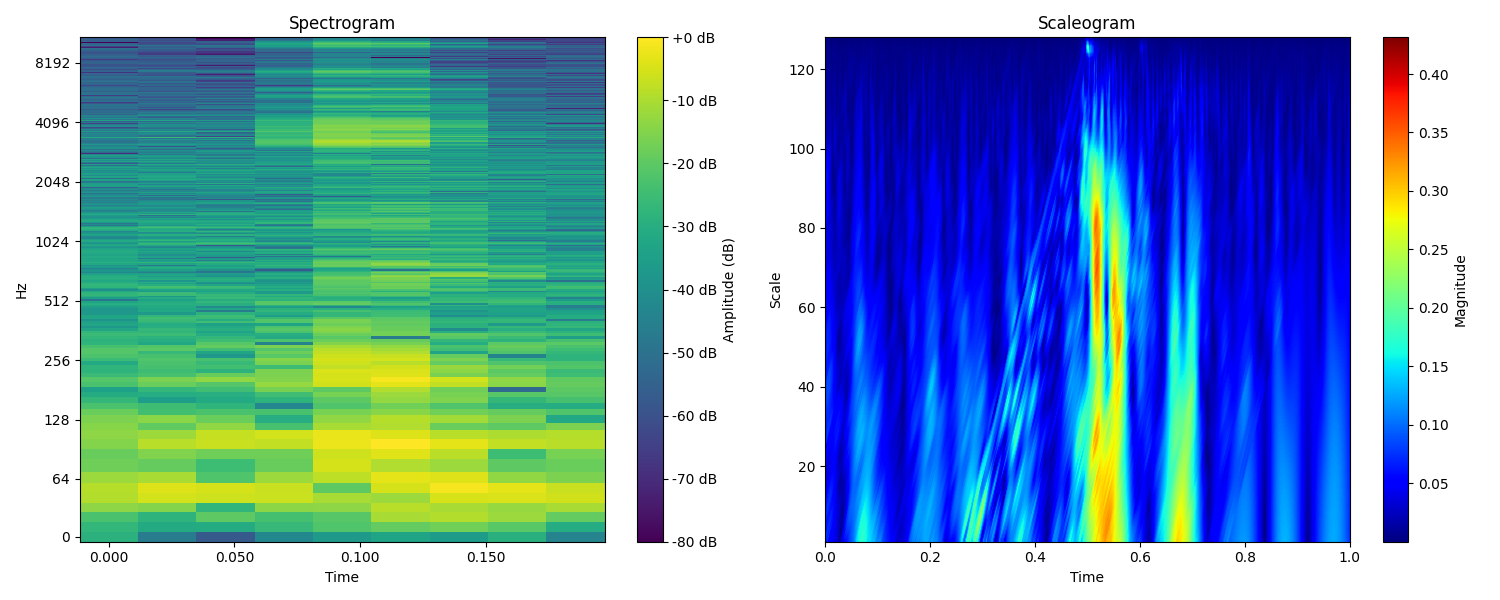 Spectrogram
Hz
8192
4096
2048
1024
512
256
128
64
0
0.000 0.050 0.100 0.150
Time
+0 dB
-10 dB
-20 dB
-30 dB
-40 dB
-50 dB
-60 dB
-70 dB
-80 dB
Amplitude (dB)
Scaleogram
Scale
120
100
80
60
40
20
0.0 0.2 0.4 0.6 0.8 1.0
Time
0.40
0.35
0.30
0.25
0.20
0.15
0.10
0.05
Magnitude